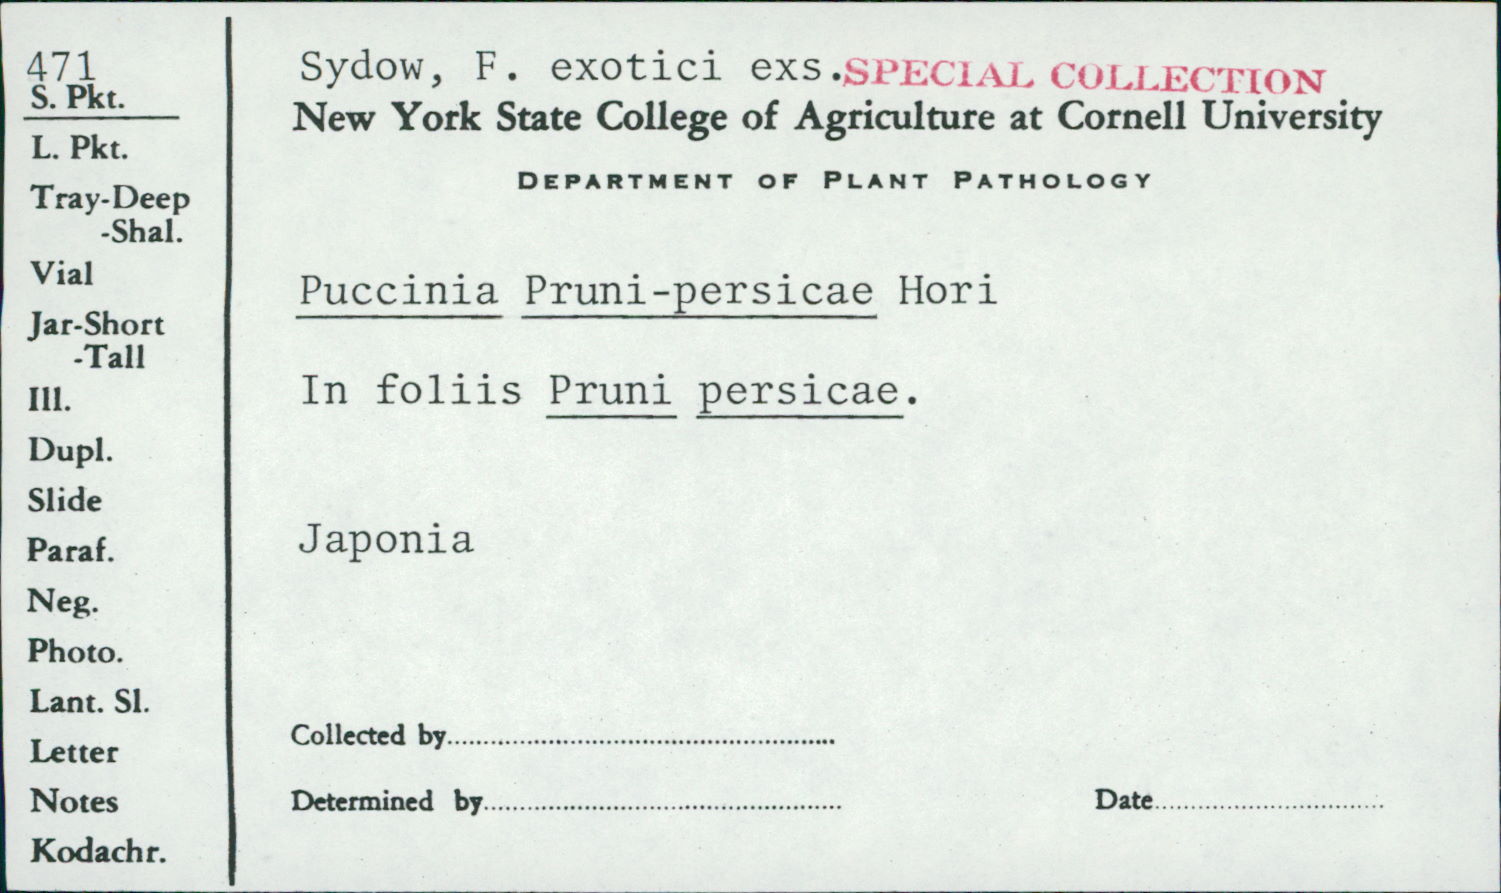 471
S. Pkt.
L. Pkt.
Tray-Deep
-Shal.
Vial
Jar-Short
-Tall
Ill.
Dupl.
Slide
Paraf.
Neg.
Photo.
Lant. Sl.
Letter
Notes
Kodachr.
Sydow, F. exotici exs. SPECIAL COLLECTION
New York State College of Agriculture at Cornell University
DEPARTMENT OF PLANT PATHOLOGY
Puccinia Pruni-persicae Hori
In foliis Pruni persicae.
Japonia
Collected by
Determined by
Date